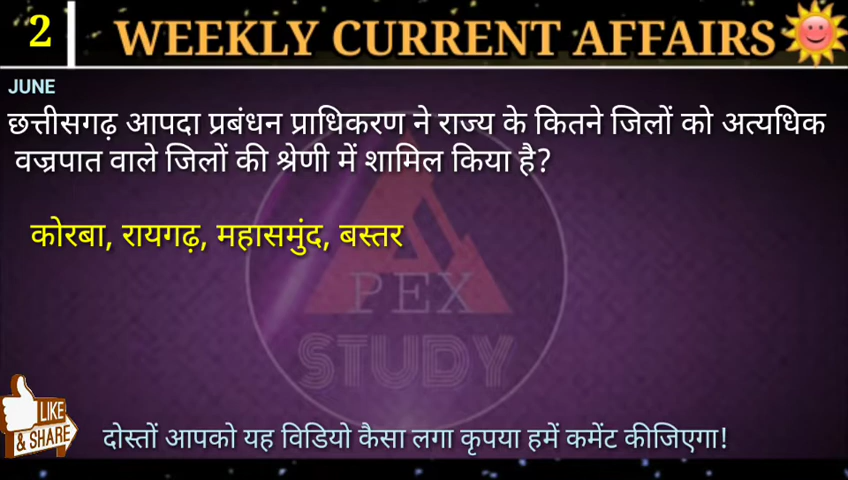 2 WEEKLY CURRENT AFFAIRS
JUNE
छत्तीसगढ़ आपदा प्रबंधन प्राधिकरण ने राज्य के कितने जिलों को अत्यधिक
वज्रपात वाले जिलों की श्रेणी में शामिल किया है?
कोरबा, रायगढ़, महासमुंद, बस्तर
APEX
STUDY
LIKE
& SHARE
दोस्तों आपको यह विडियो कैसा लगा कृपया हमें कमेंट कीजिएगा!